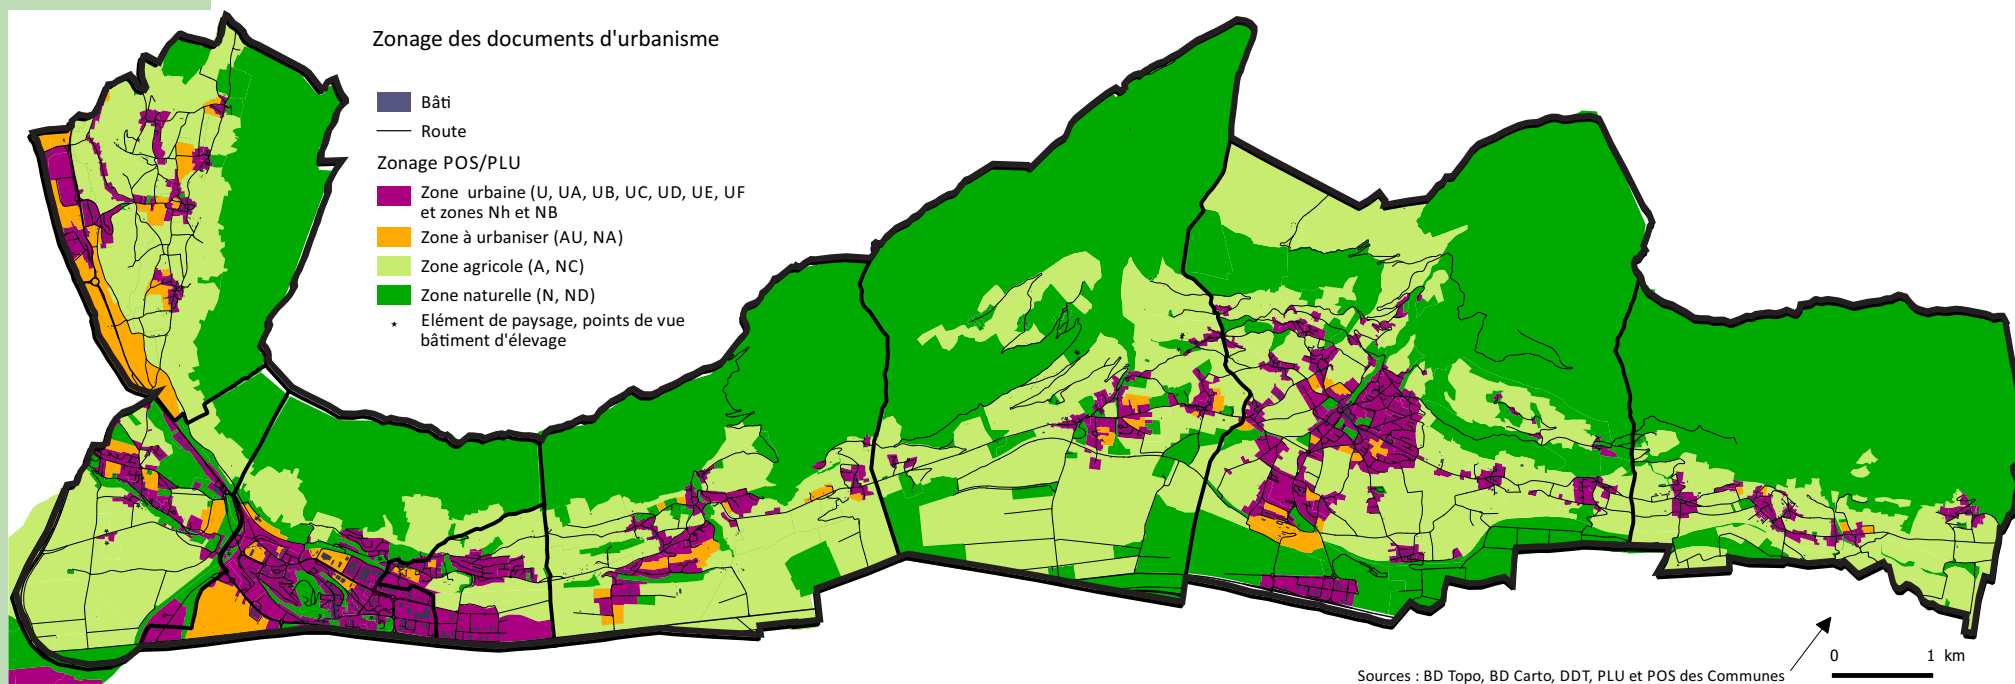 Zonage des documents d'urbanisme
Bâti
Route
Zonage POS/PLU
Zone urbaine (U, UA, UB, UC, UD, UE, UF
et zones Nh et NB
Zone à urbaniser (AU, NA)
Zone agricole (A, NC)
Zone naturelle (N, ND)
Elément de paysage, points de vue
bâtiment d'élevage
0 1 km
Sources : BD Topo, BD Carto, DDT, PLU et POS des Communes